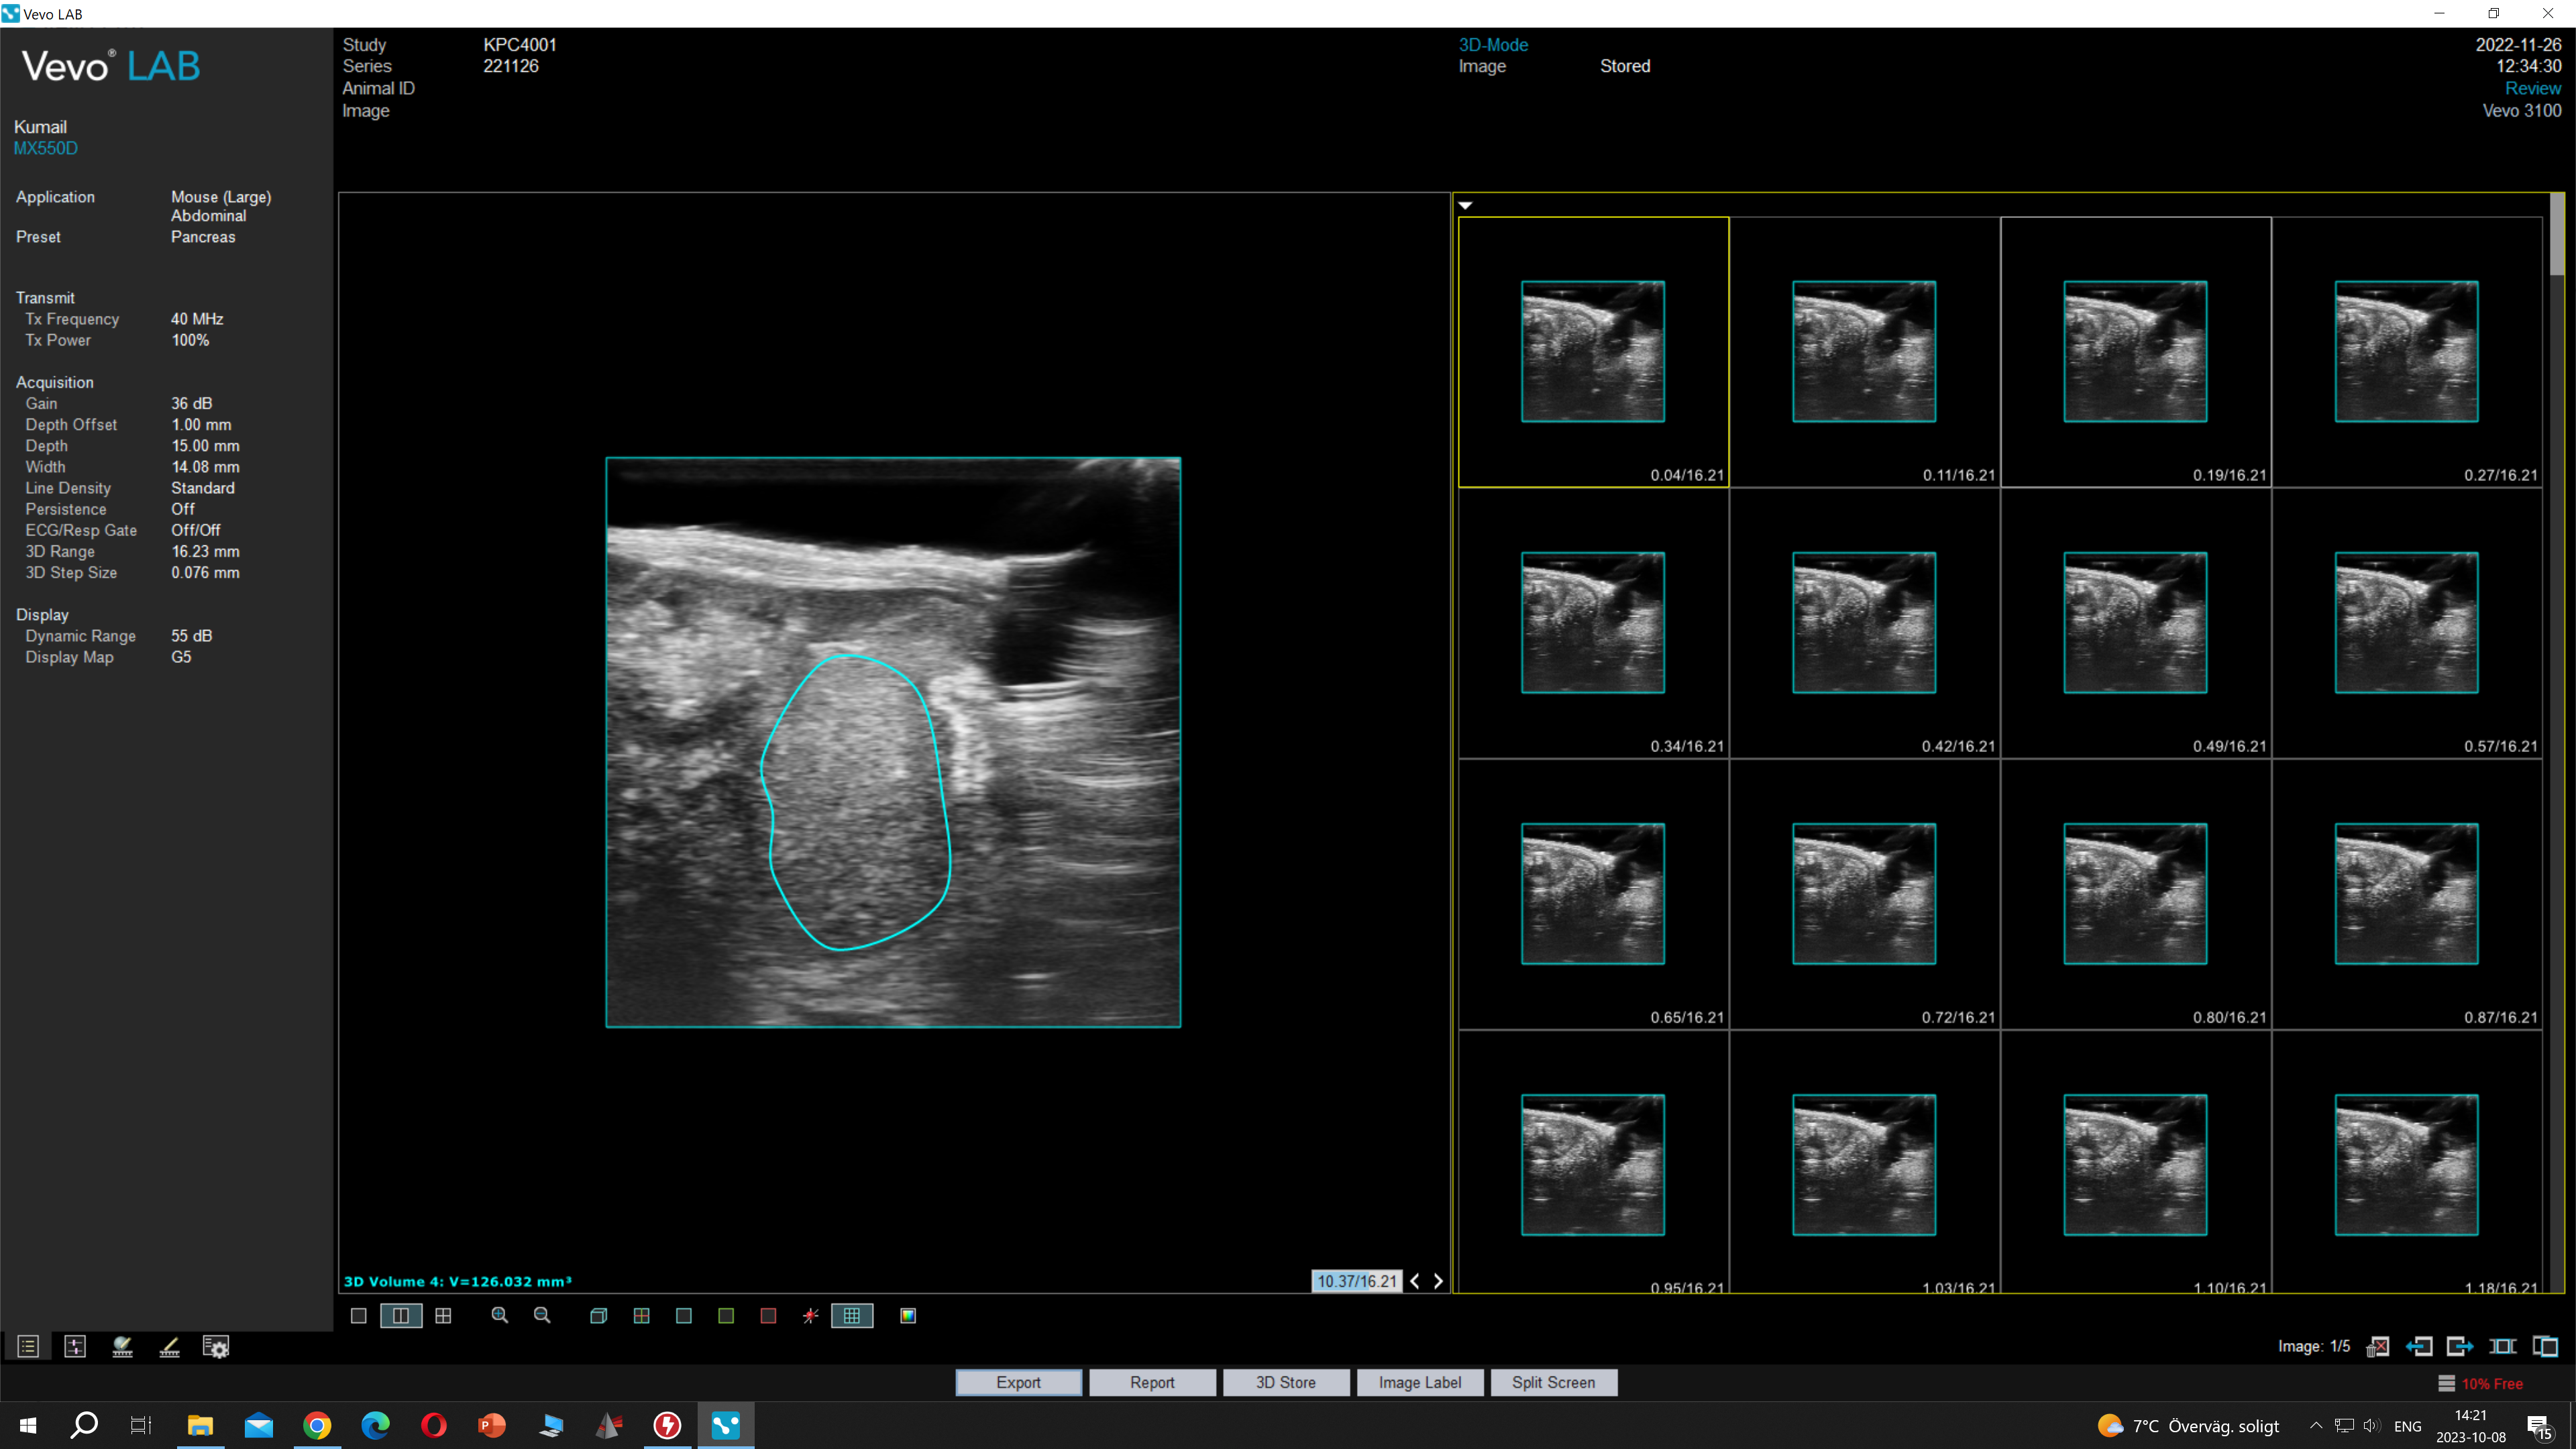 Vevo LAB
Vevo® LAB
Kumail
MX550D
Application Mouse (Large)
Abdominal
Preset Pancreas
Transmit
Tx Frequency 40 MHz
Tx Power 100%
Acquisition
Gain 36 dB
Depth Offset 1.00 mm
Depth 15.00 mm
Width 14.08 mm
Line Density Standard
Persistence Off
ECG/Resp Gate Off/Off
3D Range 16.23 mm
3D Step Size 0.076 mm
Display
Dynamic Range 55 dB
Display Map G5
Study KPC4001
Series 221126
Animal ID
Image
3D-Mode
Image Stored
2022-11-26
12:34:30
Review
Vevo 3100
0.04/16.21 0.11/16.21 0.19/16.21 0.27/16.21
0.34/16.21 0.42/16.21 0.49/16.21 0.57/16.21
0.65/16.21 0.72/16.21 0.80/16.21 0.87/16.21
0.95/16.21 1.03/16.21 1.10/16.21 1.18/16.21
3D Volume 4: V=126.032 mm³
10.37/16.21
Image: 1/5
Export Report 3D Store Image Label Split Screen
10% Free
P
7°C Överväg. soligt
ENG
14:21
2023-10-08
15